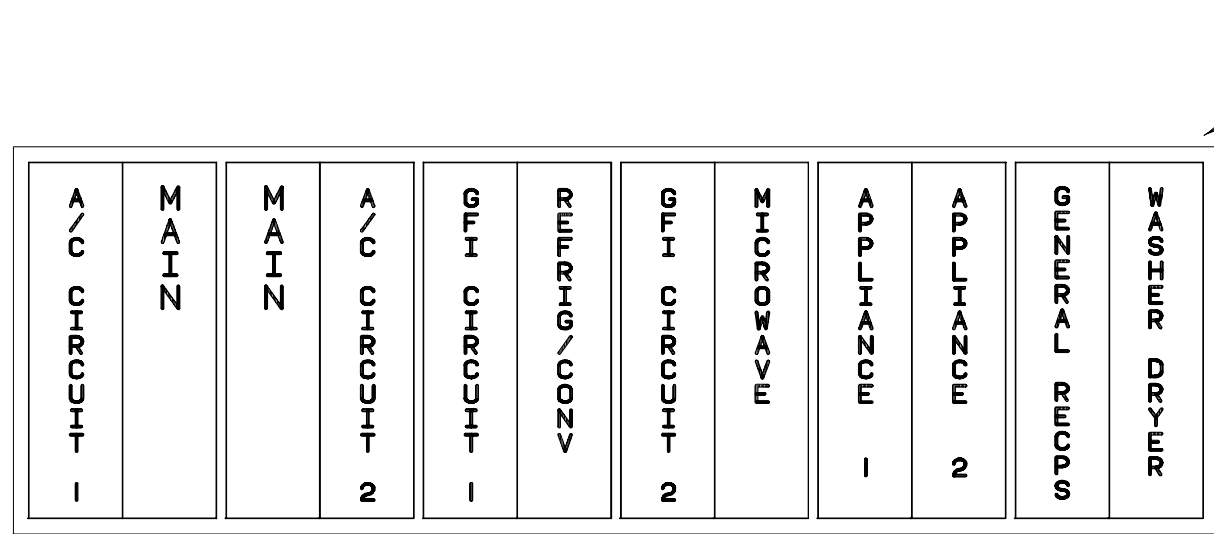 A/C CIRCUIT 1
MAIN
MAIN
A/C CIRCUIT 2
GFI CIRCUIT 1
REFRIG/CONV
GFI CIRCUIT 2
MICROWAVE
APPLIANCE 1
APPLIANCE 2
GENERAL RECPS
WASHER DRYER